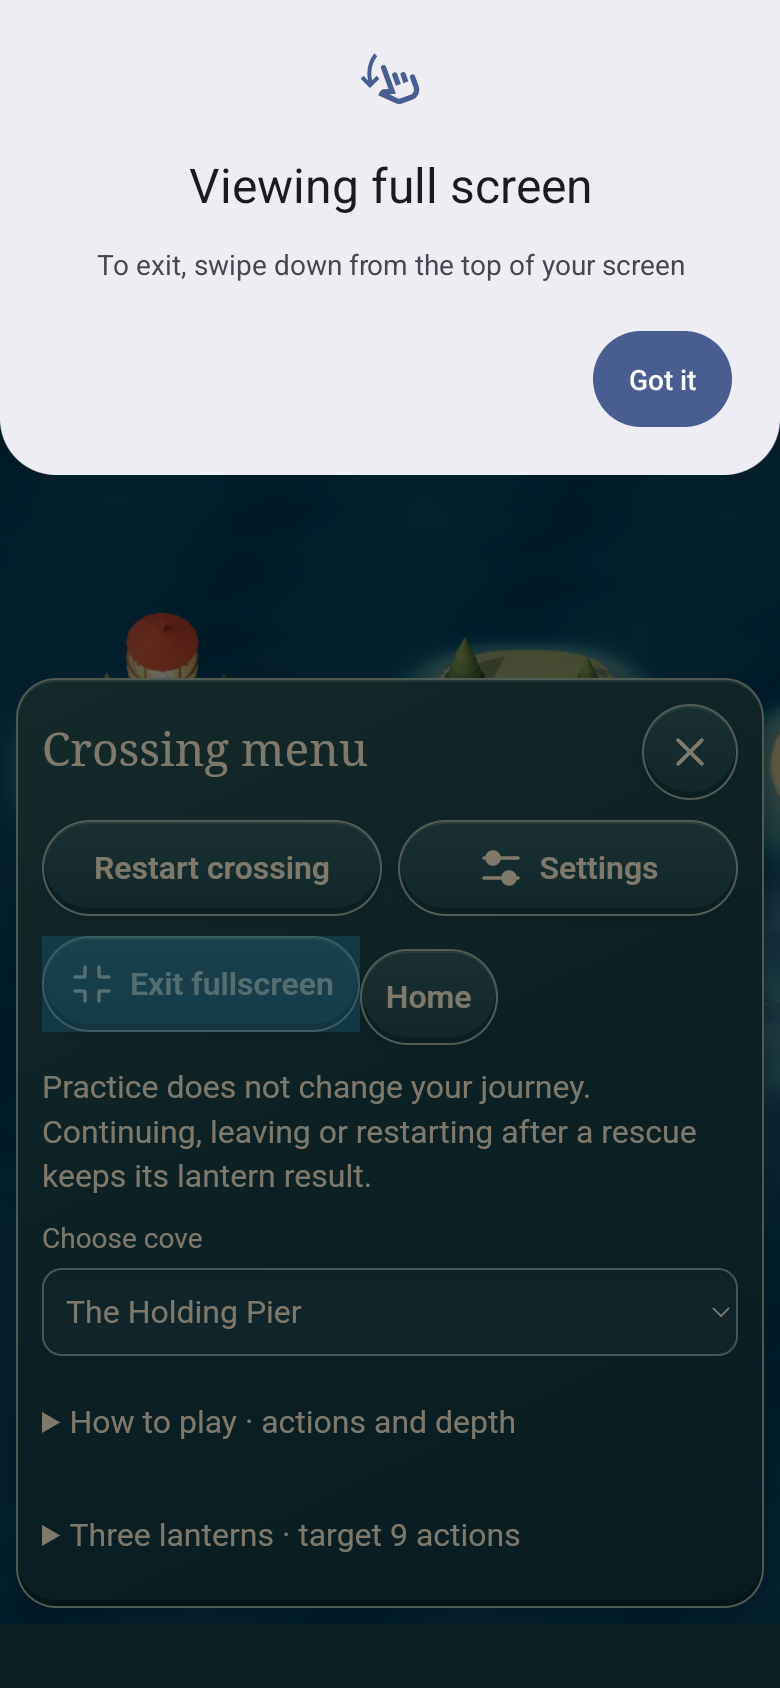 Viewing full screen
To exit, swipe down from the top of your screen
Got it
Crossing menu
Restart crossing
Settings
Exit fullscreen
Home
Practice does not change your journey.
Continuing, leaving or restarting after a rescue
keeps its lantern result.
Choose cove
The Holding Pier
How to play · actions and depth
Three lanterns · target 9 actions